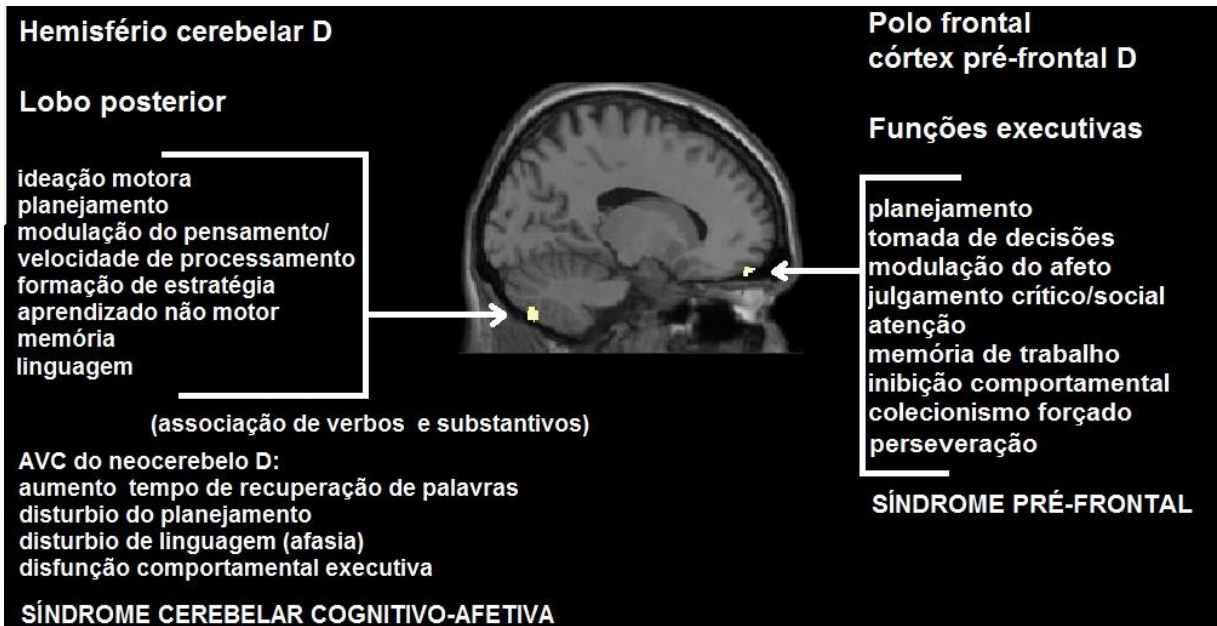 Hemisfério cerebelar D
Lobo posterior
ideação motora
planejamento
modulação do pensamento/
velocidade de processamento
formação de estratégia
aprendizado não motor
memória
linguagem
(associação de verbos e substantivos)
AVC do neocerebelo D:
aumento tempo de recuperação de palavras
disturbio do planejamento
disturbio de linguagem (afasia)
disfunção comportamental executiva
SÍNDROME CEREBELAR COGNITIVO-AFETIVA
Polo frontal
córtex pré-frontal D
Funções executivas
planejamento
tomada de decisões
modulação do afeto
julgamento crítico/social
atenção
memória de trabalho
inibição comportamental
colecionismo forçado
perseveração
SÍNDROME PRÉ-FRONTAL